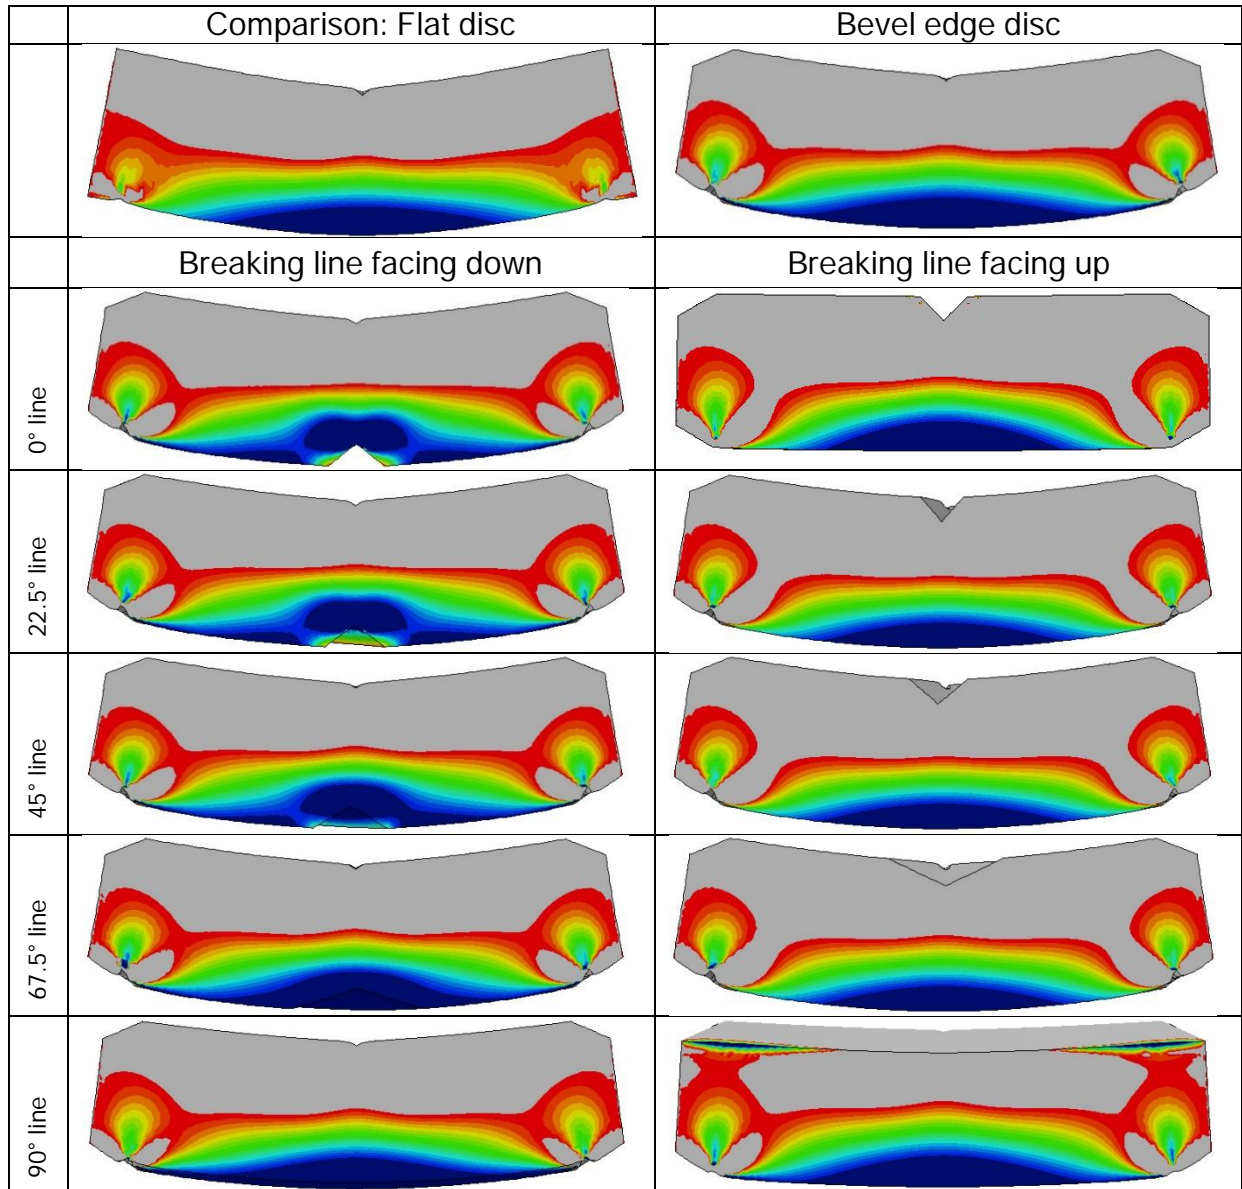 Comparison: Flat disc
Bevel edge disc
Breaking line facing down
Breaking line facing up
0° line
22.5° line
45° line
67.5° line
90° line